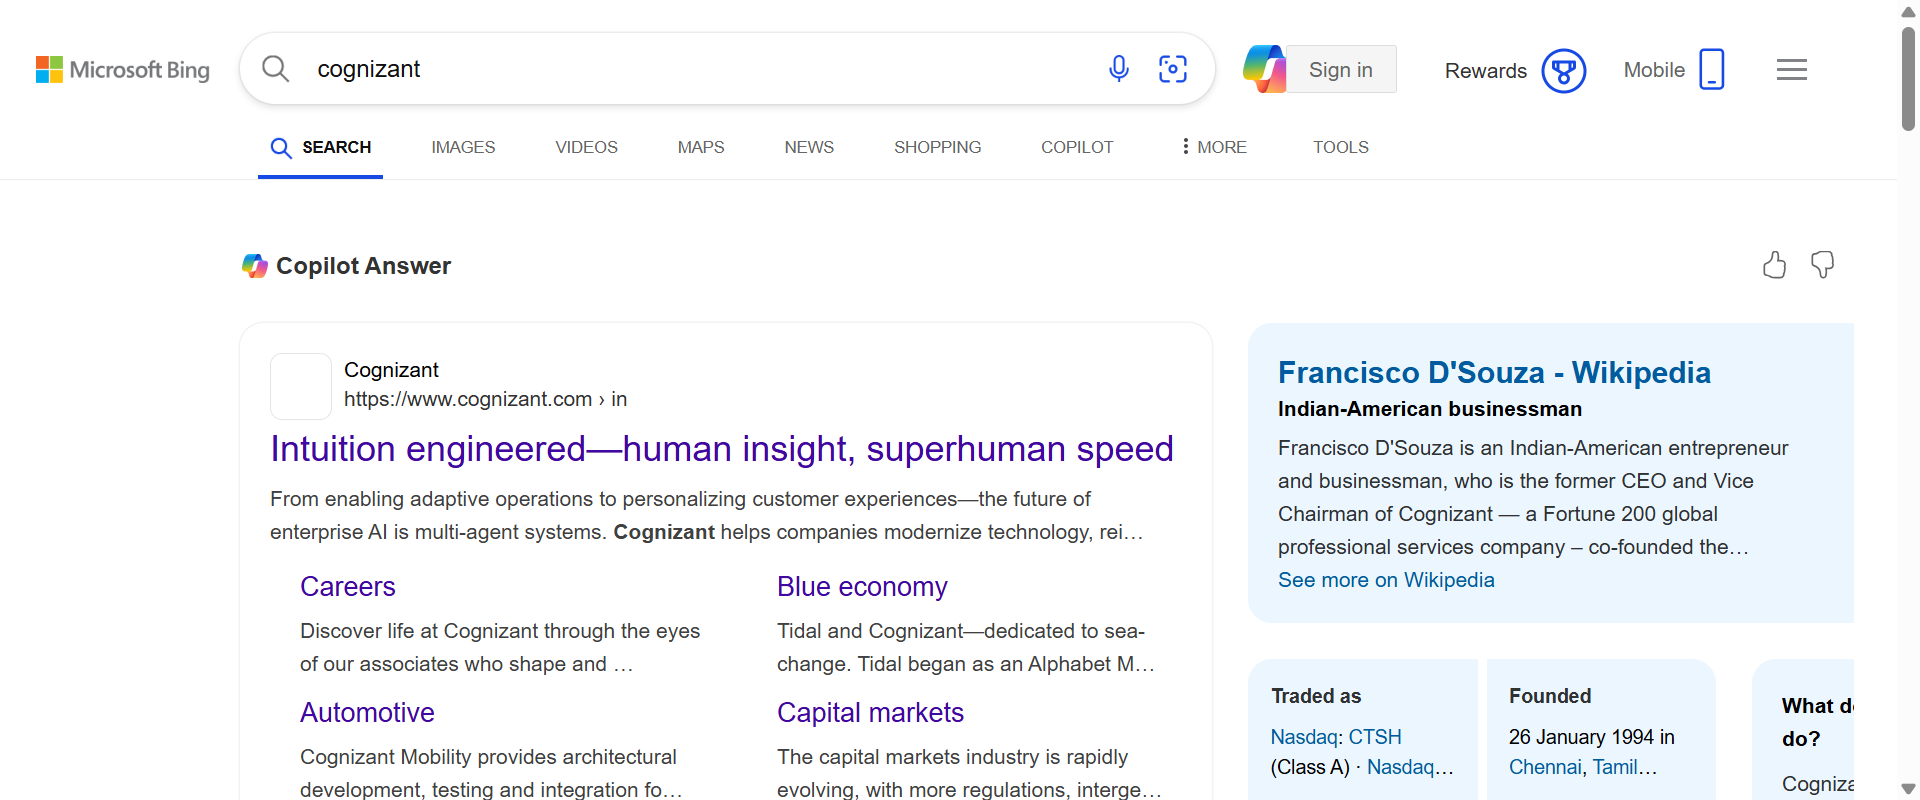 Microsoft Bing
cognizant
Sign in
Rewards
Mobile
SEARCH
IMAGES
VIDEOS
MAPS
NEWS
SHOPPING
COPILOT
MORE
TOOLS
Copilot Answer
Cognizant
https://www.cognizant.com › in
Intuition engineered—human insight, superhuman speed
From enabling adaptive operations to personalizing customer experiences—the future of
enterprise AI is multi-agent systems. Cognizant helps companies modernize technology, rei…
Careers
Discover life at Cognizant through the eyes
of our associates who shape and …
Blue economy
Tidal and Cognizant—dedicated to sea-
change. Tidal began as an Alphabet M…
Automotive
Cognizant Mobility provides architectural
development, testing and integration fo…
Capital markets
The capital markets industry is rapidly
evolving, with more regulations, interge…
Francisco D'Souza - Wikipedia
Indian-American businessman
Francisco D'Souza is an Indian-American entrepreneur
and businessman, who is the former CEO and Vice
Chairman of Cognizant — a Fortune 200 global
professional services company – co-founded the…
See more on Wikipedia
Traded as
Nasdaq: CTSH
(Class A) · Nasdaq…
Founded
26 January 1994 in
Chennai, Tamil…
What d
do?
Cogniza